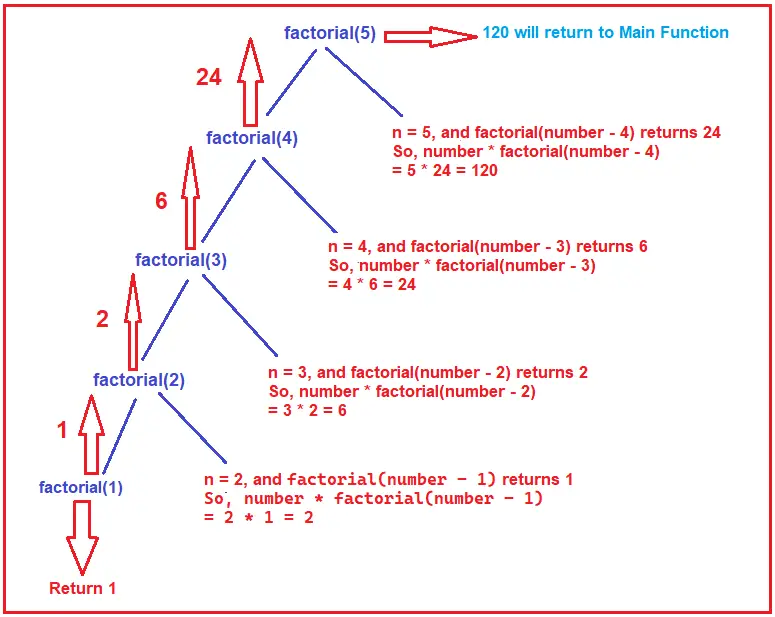 factorial(5)
120 will return to Main Function
24
factorial(4)
n = 5, and factorial(number - 4) returns 24
So, number * factorial(number - 4)
= 5 * 24 = 120
6
factorial(3)
n = 4, and factorial(number - 3) returns 6
So, number * factorial(number - 3)
= 4 * 6 = 24
2
factorial(2)
n = 3, and factorial(number - 2) returns 2
So, number * factorial(number - 2)
= 3 * 2 = 6
1
factorial(1)
n = 2, and factorial(number - 1) returns 1
So, number * factorial(number - 1)
= 2 * 1 = 2
Return 1